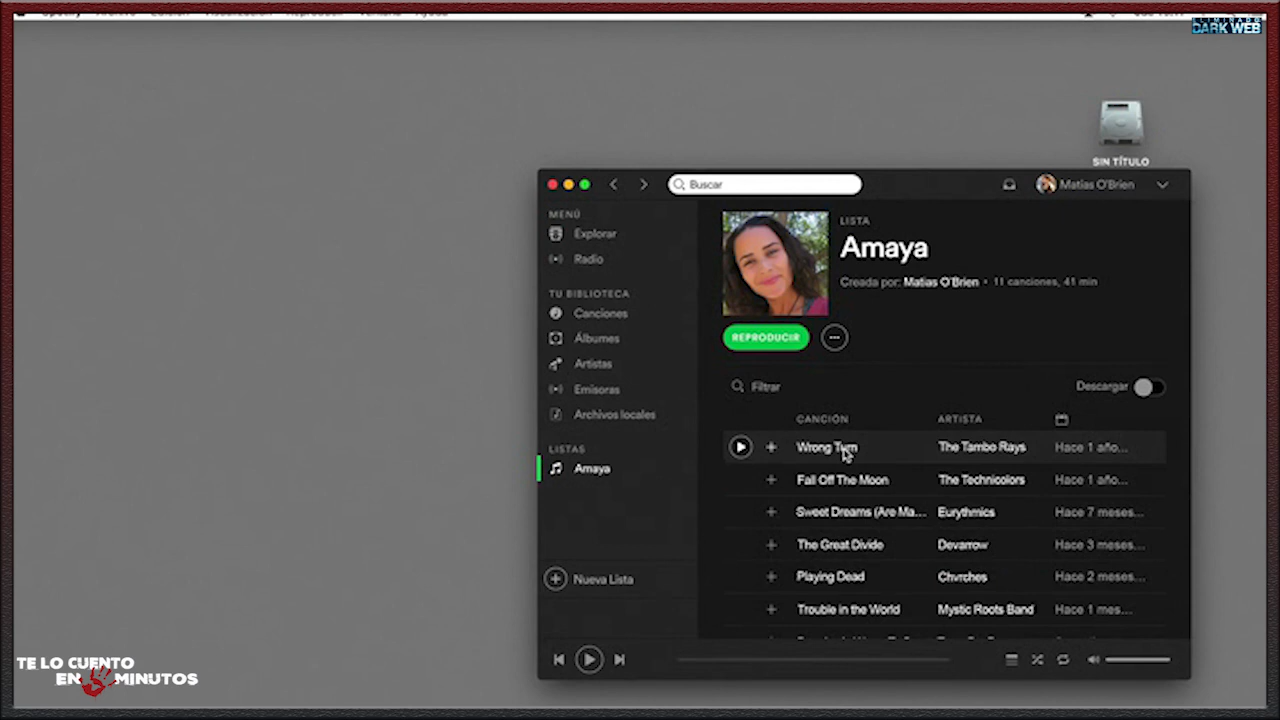 ELIMINADO
DARK WEB
SIN TÍTULO
Buscar
Matias O'Brien
MENÚ
Explorar
Radio
TU BIBLIOTECA
Canciones
Álbumes
Artistas
Emisoras
Archivos locales
LISTAS
Amaya
Nueva Lista
LISTA
Amaya
Creada por: Matias O'Brien • 11 canciones, 41 min
REPRODUCIR
Filtrar
Descargar
CANCIÓN ARTISTA
Wrong Turn The Tambo Rays Hace 1 año...
Fall Off The Moon The Technicolors Hace 1 año...
Sweet Dreams (Are Ma... Eurythmics Hace 7 meses...
The Great Divide Devarrow Hace 3 meses...
Playing Dead Chvrches Hace 2 meses...
Trouble in the World Mystic Roots Band Hace 1 mes...
TE LO CUENTO
EN 5 MINUTOS